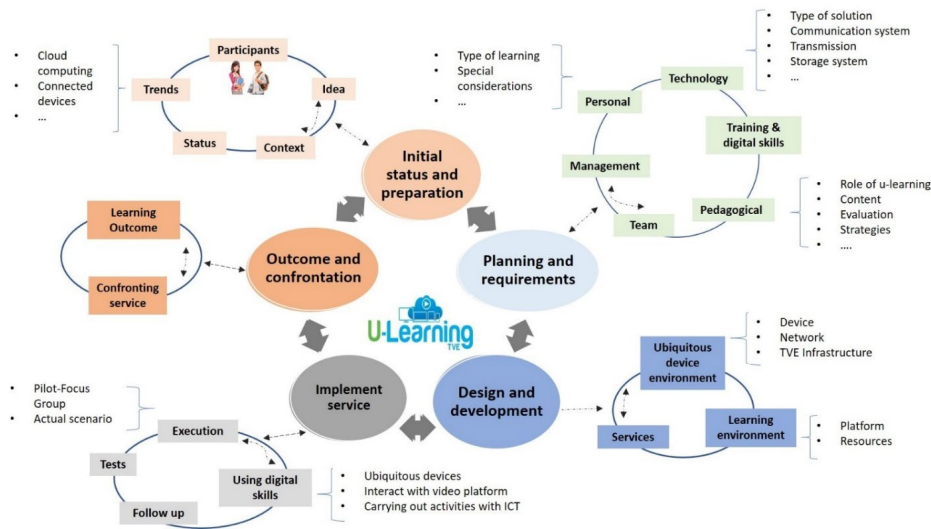 Participants
Trends
Idea
Status
Context
• Cloud
computing
• Connected
devices
• ...
Initial
status and
preparation
• Type of learning
• Special
considerations
• ...
• Type of solution
• Communication system
• Transmission
• Storage system
• ...
Technology
Personal
Training &
digital skills
Management
Pedagogical
Team
• Role of u-learning
• Content
• Evaluation
• Strategies
• ....
Learning
Outcome
Confronting
service
Outcome and
confrontation
Planning and
requirements
U-Learning
TVE
Implement
service
Design and
development
Ubiquitous
device
environment
Services
Learning
environment
• Device
• Network
• TVE Infrastructure
• Platform
• Resources
• Pilot-Focus
Group
• Actual scenario
Execution
Tests
Using digital
skills
Follow up
• Ubiquitous devices
• Interact with video platform
• Carrying out activities with ICT